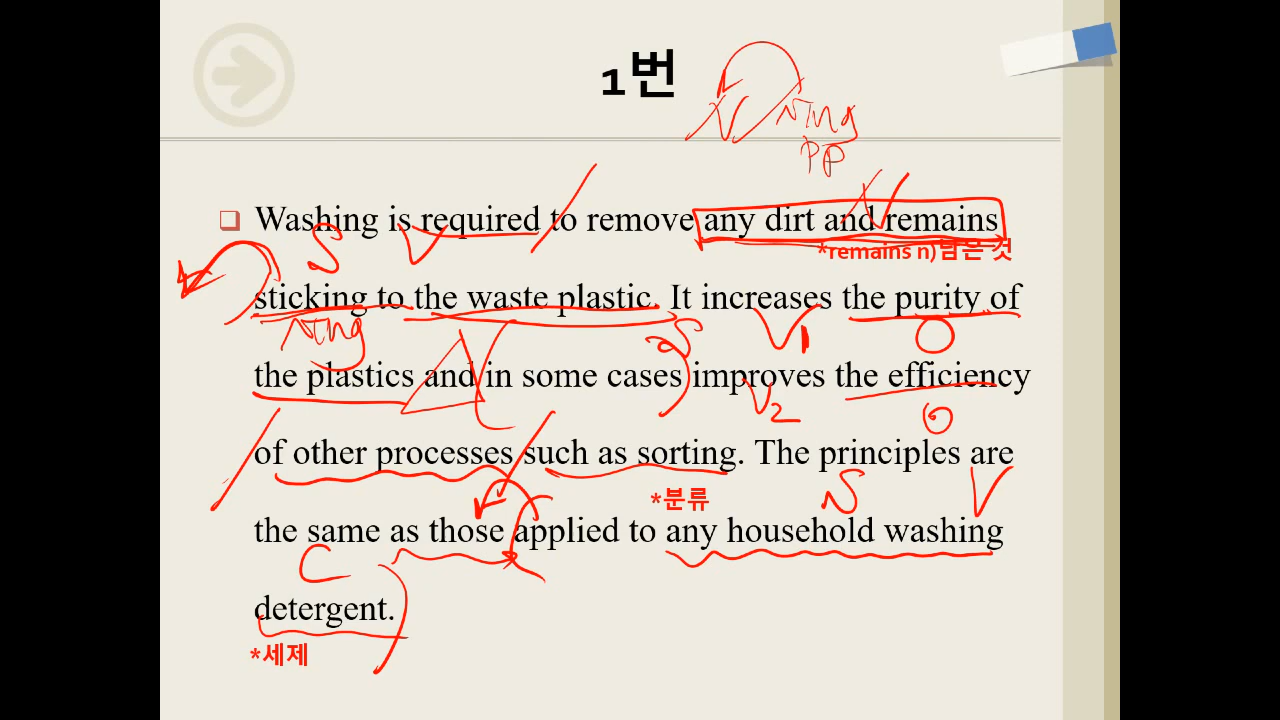 1번
N Ving
PP
Washing is required to remove any dirt and remains
S V
*remains n)남은 것
sticking to the waste plastic. It increases the purity of
Ving S V1 O
the plastics and in some cases improves the efficiency
V2 O
of other processes such as sorting. The principles are
*분류 S V
the same as those applied to any household washing
C
detergent.
*세제